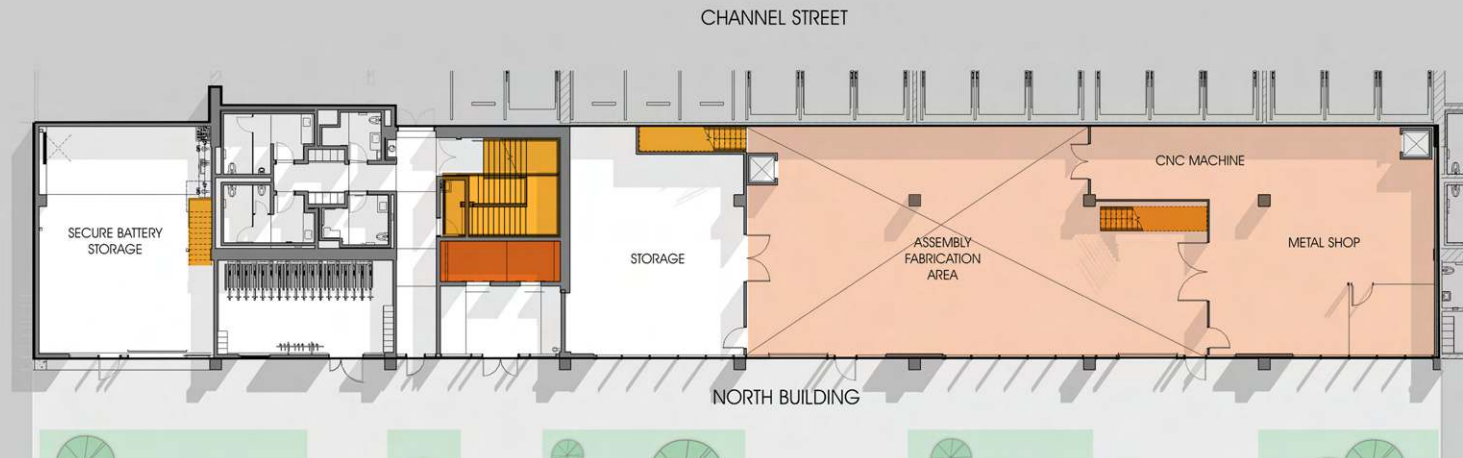 CHANNEL STREET
CNC MACHINE
SECURE BATTERY
STORAGE
STORAGE
ASSEMBLY
FABRICATION
AREA
METAL SHOP
NORTH BUILDING